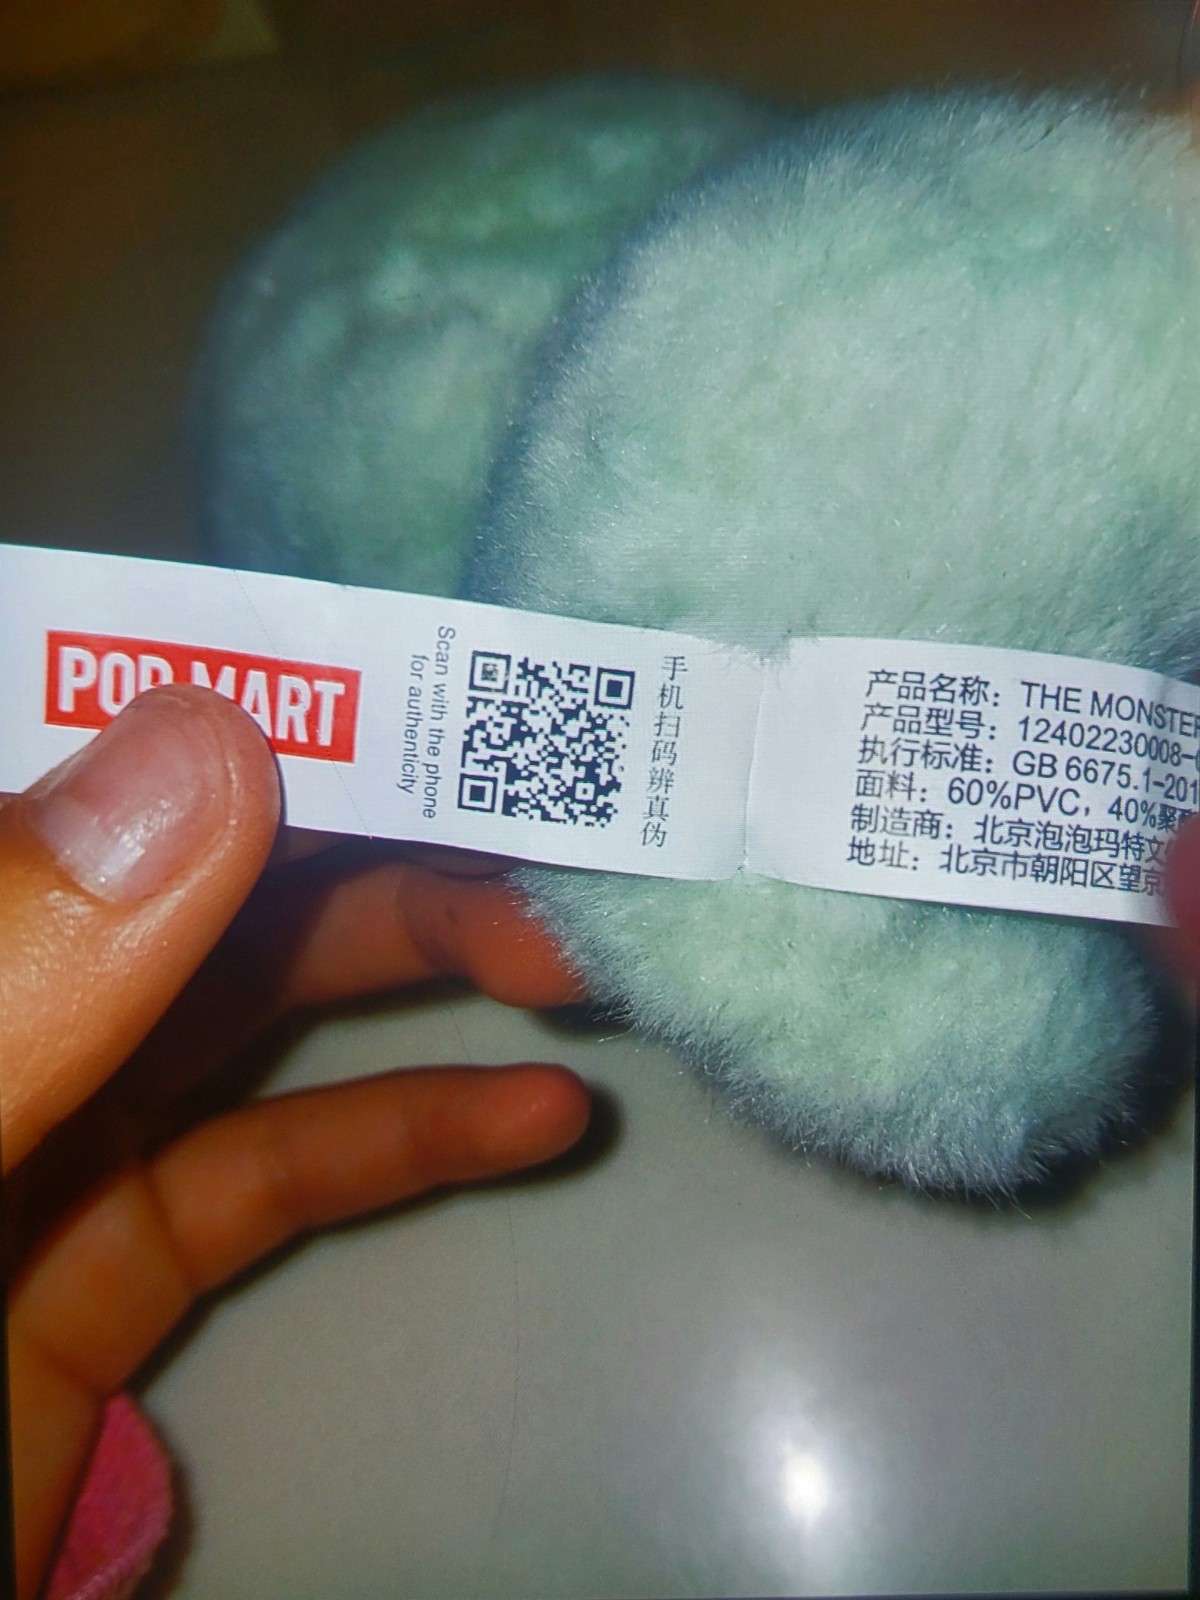 POP MART
Scan with the phone
for authenticity
手机扫码辨真伪
产品名称：THE MONSTER
产品型号：12402230008-
执行标准：GB 6675.1-201
面料：60%PVC，40%聚
制造商：北京泡泡玛特文
地址：北京市朝阳区望京